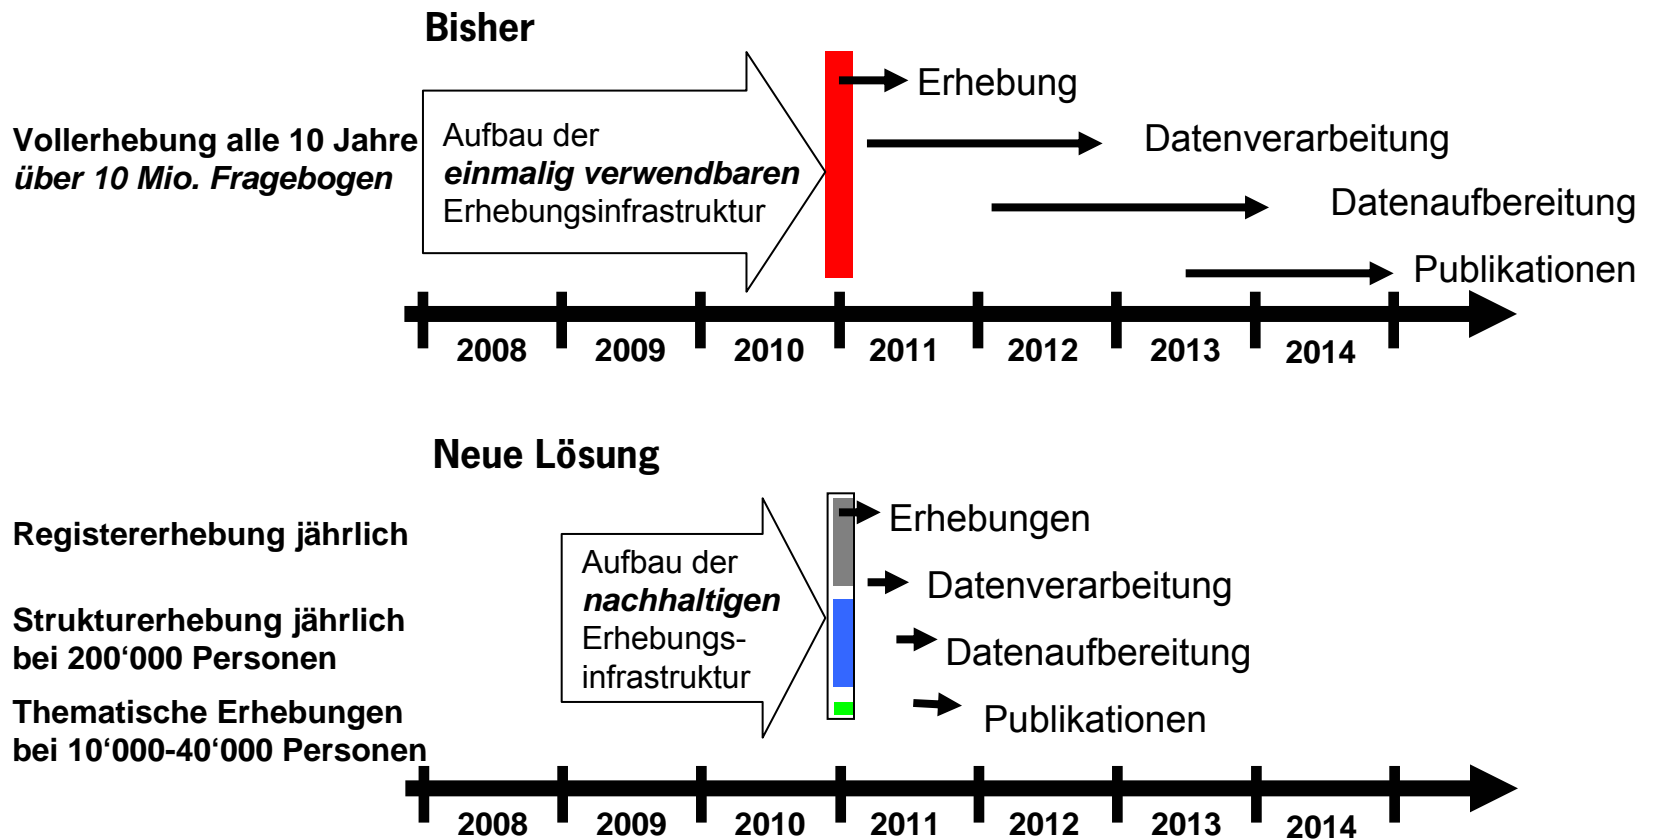 Bisher
Vollerhebung alle 10 Jahre
über 10 Mio. Fragebogen
Aufbau der
einmalig verwendbaren
Erhebungsinfrastruktur
Erhebung
Datenverarbeitung
Datenaufbereitung
Publikationen
2008 2009 2010 2011 2012 2013 2014
Neue Lösung
Registererhebung jährlich
Strukturerhebung jährlich
bei 200‘000 Personen
Thematische Erhebungen
bei 10‘000-40‘000 Personen
Aufbau der
nachhaltigen
Erhebungs-
infrastruktur
Erhebungen
Datenverarbeitung
Datenaufbereitung
Publikationen
2008 2009 2010 2011 2012 2013 2014